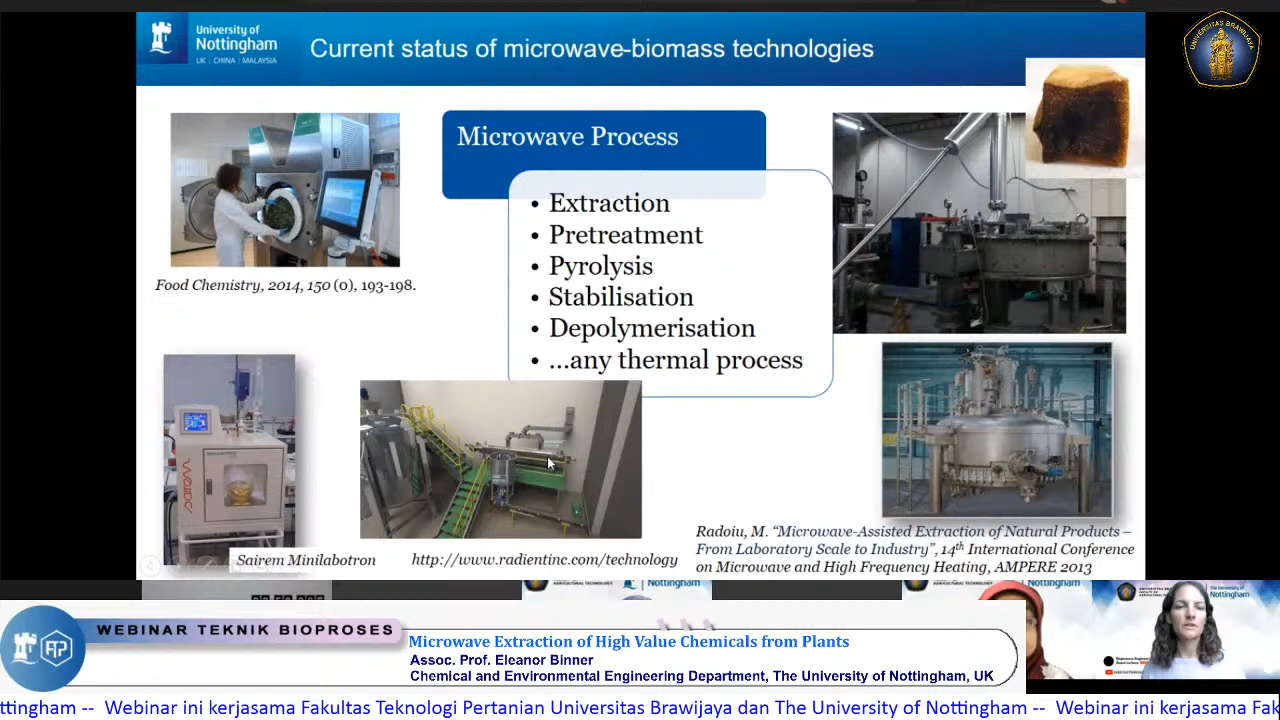 University of
Nottingham
UK | CHINA | MALAYSIA
Current status of microwave-biomass technologies
UNIVERSITAS BRAWIJAYA
Microwave Process
• Extraction
• Pretreatment
• Pyrolysis
• Stabilisation
• Depolymerisation
• ...any thermal process
Food Chemistry, 2014, 150 (0), 193-198.
Sairem Minilabotron
http://www.radientinc.com/technology
Radoiu, M. “Microwave-Assisted Extraction of Natural Products –
From Laboratory Scale to Industry”, 14th International Conference
on Microwave and High Frequency Heating, AMPERE 2013
Nottingham
Nottingham
Nottingham
WEBINAR TEKNIK BIOPROSES
Microwave Extraction of High Value Chemicals from Plants
Assoc. Prof. Eleanor Binner
Chemical and Environmental Engineering Department, The University of Nottingham, UK
ttingham -- Webinar ini kerjasama Fakultas Teknologi Pertanian Universitas Brawijaya dan The University of Nottingham -- Webinar ini kerjasama Fak